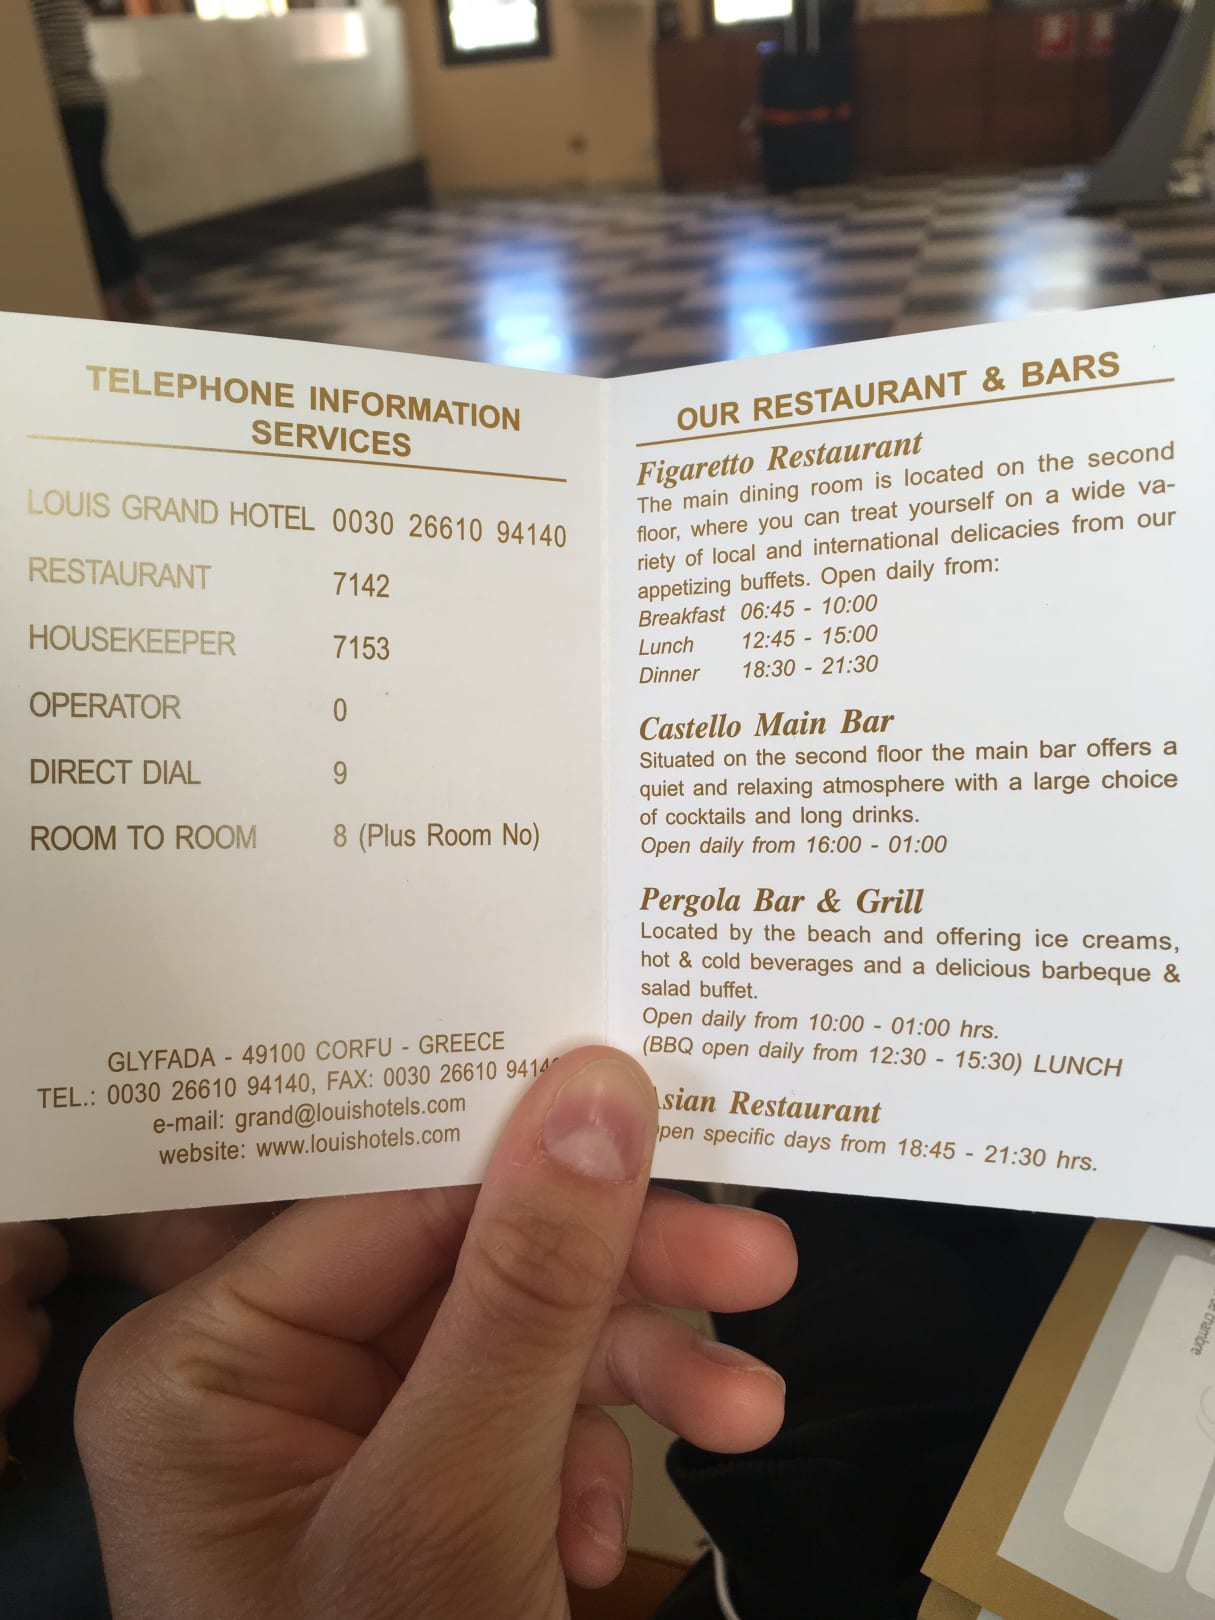 TELEPHONE INFORMATION
SERVICES
LOUIS GRAND HOTEL 0030 26610 94140
RESTAURANT 7142
HOUSEKEEPER 7153
OPERATOR 0
DIRECT DIAL 9
ROOM TO ROOM 8 (Plus Room No)
GLYFADA - 49100 CORFU - GREECE
TEL.: 0030 26610 94140, FAX: 0030 26610
e-mail: grand@louishotels.com
website: www.louishotels.com
OUR RESTAURANT & BARS
Figaretto Restaurant
The main dining room is located on the second
floor, where you can treat yourself on a wide va-
riety of local and international delicacies from our
appetizing buffets. Open daily from:
Breakfast 06:45 - 10:00
Lunch 12:45 - 15:00
Dinner 18:30 - 21:30
Castello Main Bar
Situated on the second floor the main bar offers a
quiet and relaxing atmosphere with a large choice
of cocktails and long drinks.
Open daily from 16:00 - 01:00
Pergola Bar & Grill
Located by the beach and offering ice creams,
hot & cold beverages and a delicious barbeque &
salad buffet.
Open daily from 10:00 - 01:00 hrs.
(BBQ open daily from 12:30 - 15:30) LUNCH
Asian Restaurant
Open specific days from 18:45 - 21:30 hrs.
de chambre